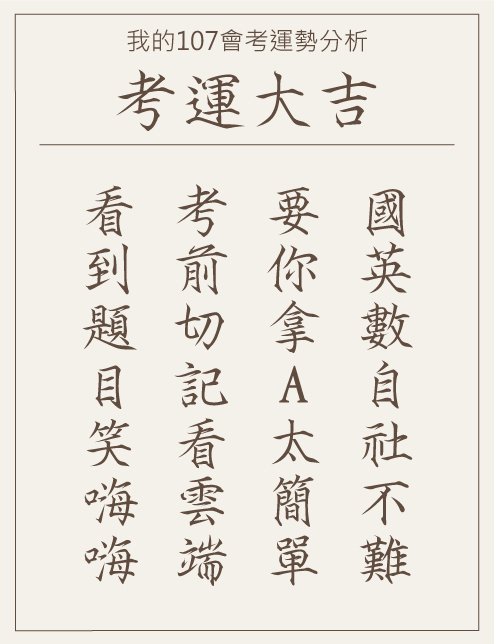 我的107會考運勢分析
考運大吉
國英數自社不難
要你拿A太簡單
考前切記看雲端
看到題目笑嗨嗨